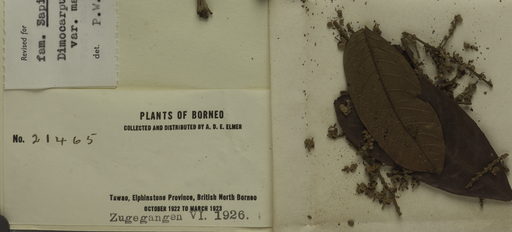 Revised for
fam. Sapi
Dimocarpu
var. ma
det. P.W.
PLANTS OF BORNEO
COLLECTED AND DISTRIBUTED BY A. D. E. ELMER
No. 21465
Tawao, Elphinstone Province, British North Borneo
OCTOBER 1922 TO MARCH 1923
Zugegangen VI. 1926.